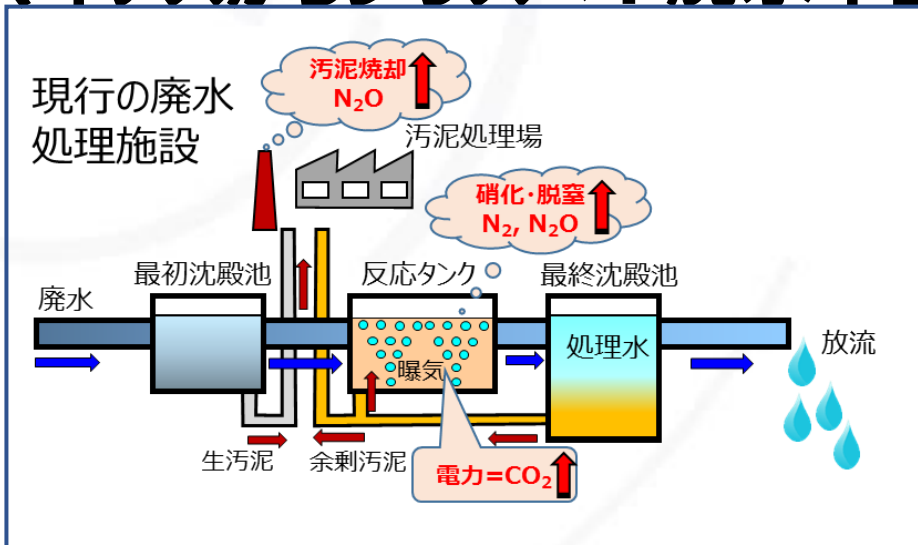 現行の廃水
処理施設
汚泥焼却
N₂O
汚泥処理場
硝化・脱窒
N₂, N₂O
最初沈殿池
反応タンク
最終沈殿池
廃水
処理水
放流
曝気
生汚泥
余剰汚泥
電力=CO₂